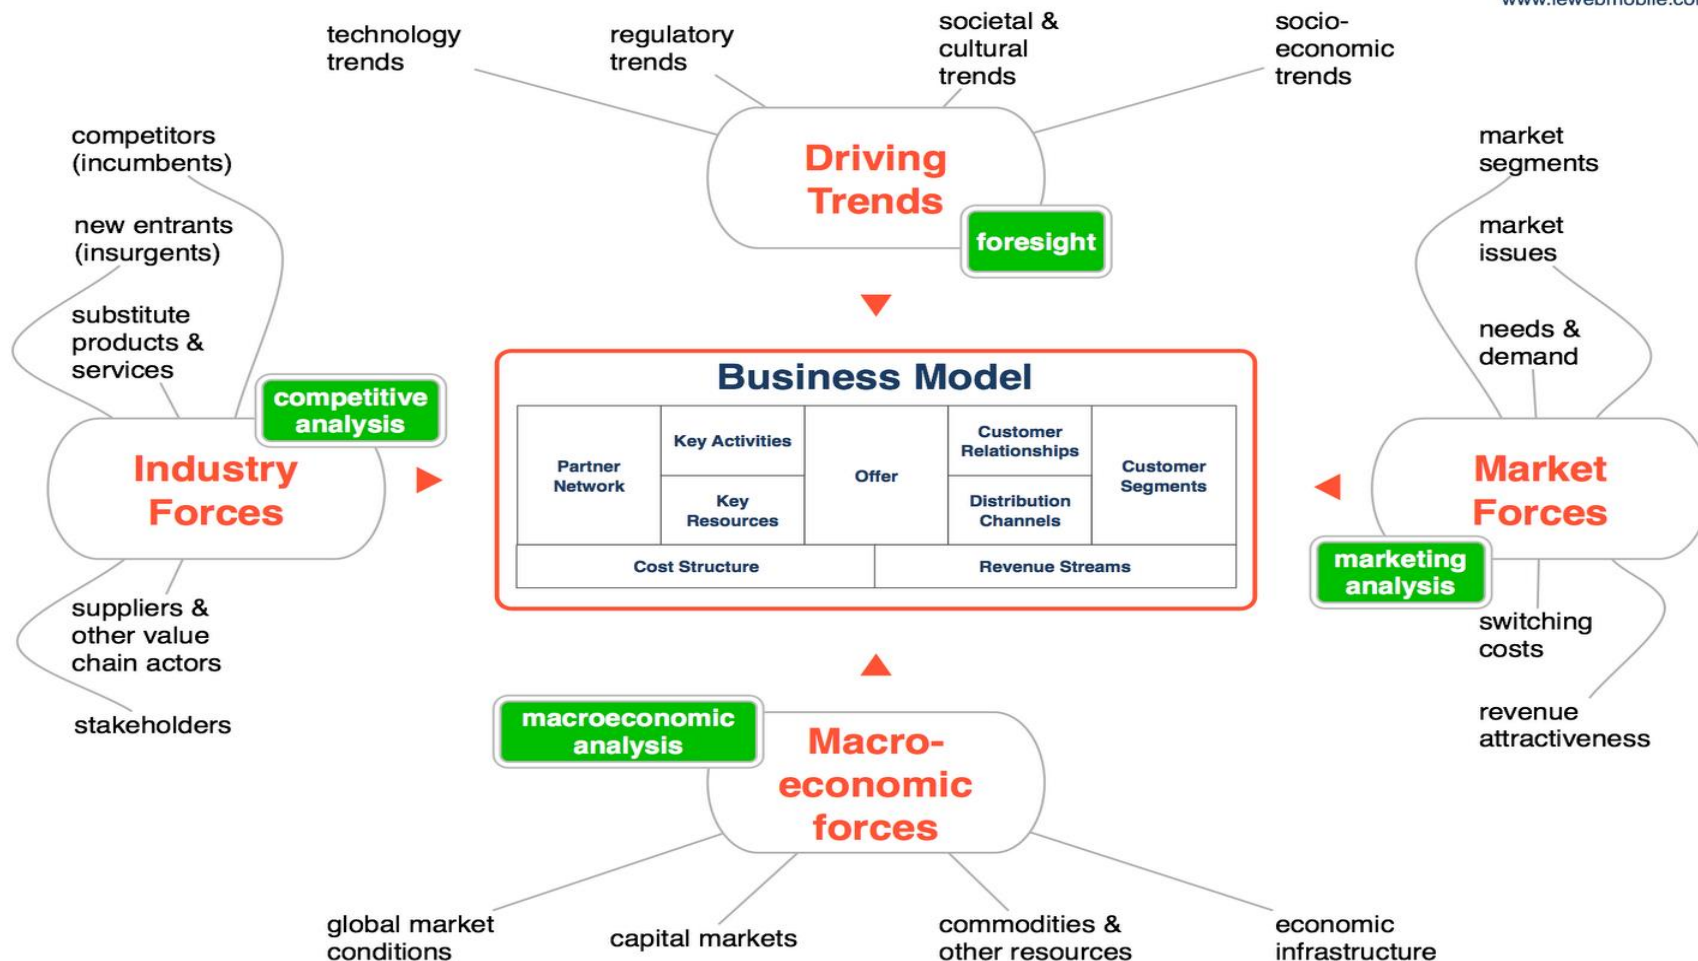 technology
trends
regulatory
trends
societal &
cultural
trends
socio-
economic
trends
Driving
Trends
foresight
competitors
(incumbents)
new entrants
(insurgents)
substitute
products &
services
competitive
analysis
Industry
Forces
suppliers &
other value
chain actors
stakeholders
Business Model
Partner
Network
Key Activities
Key
Resources
Offer
Customer
Relationships
Distribution
Channels
Customer
Segments
Cost Structure
Revenue Streams
market
segments
market
issues
needs &
demand
Market
Forces
marketing
analysis
switching
costs
revenue
attractiveness
macroeconomic
analysis
Macro-
economic
forces
global market
conditions
capital markets
commodities &
other resources
economic
infrastructure